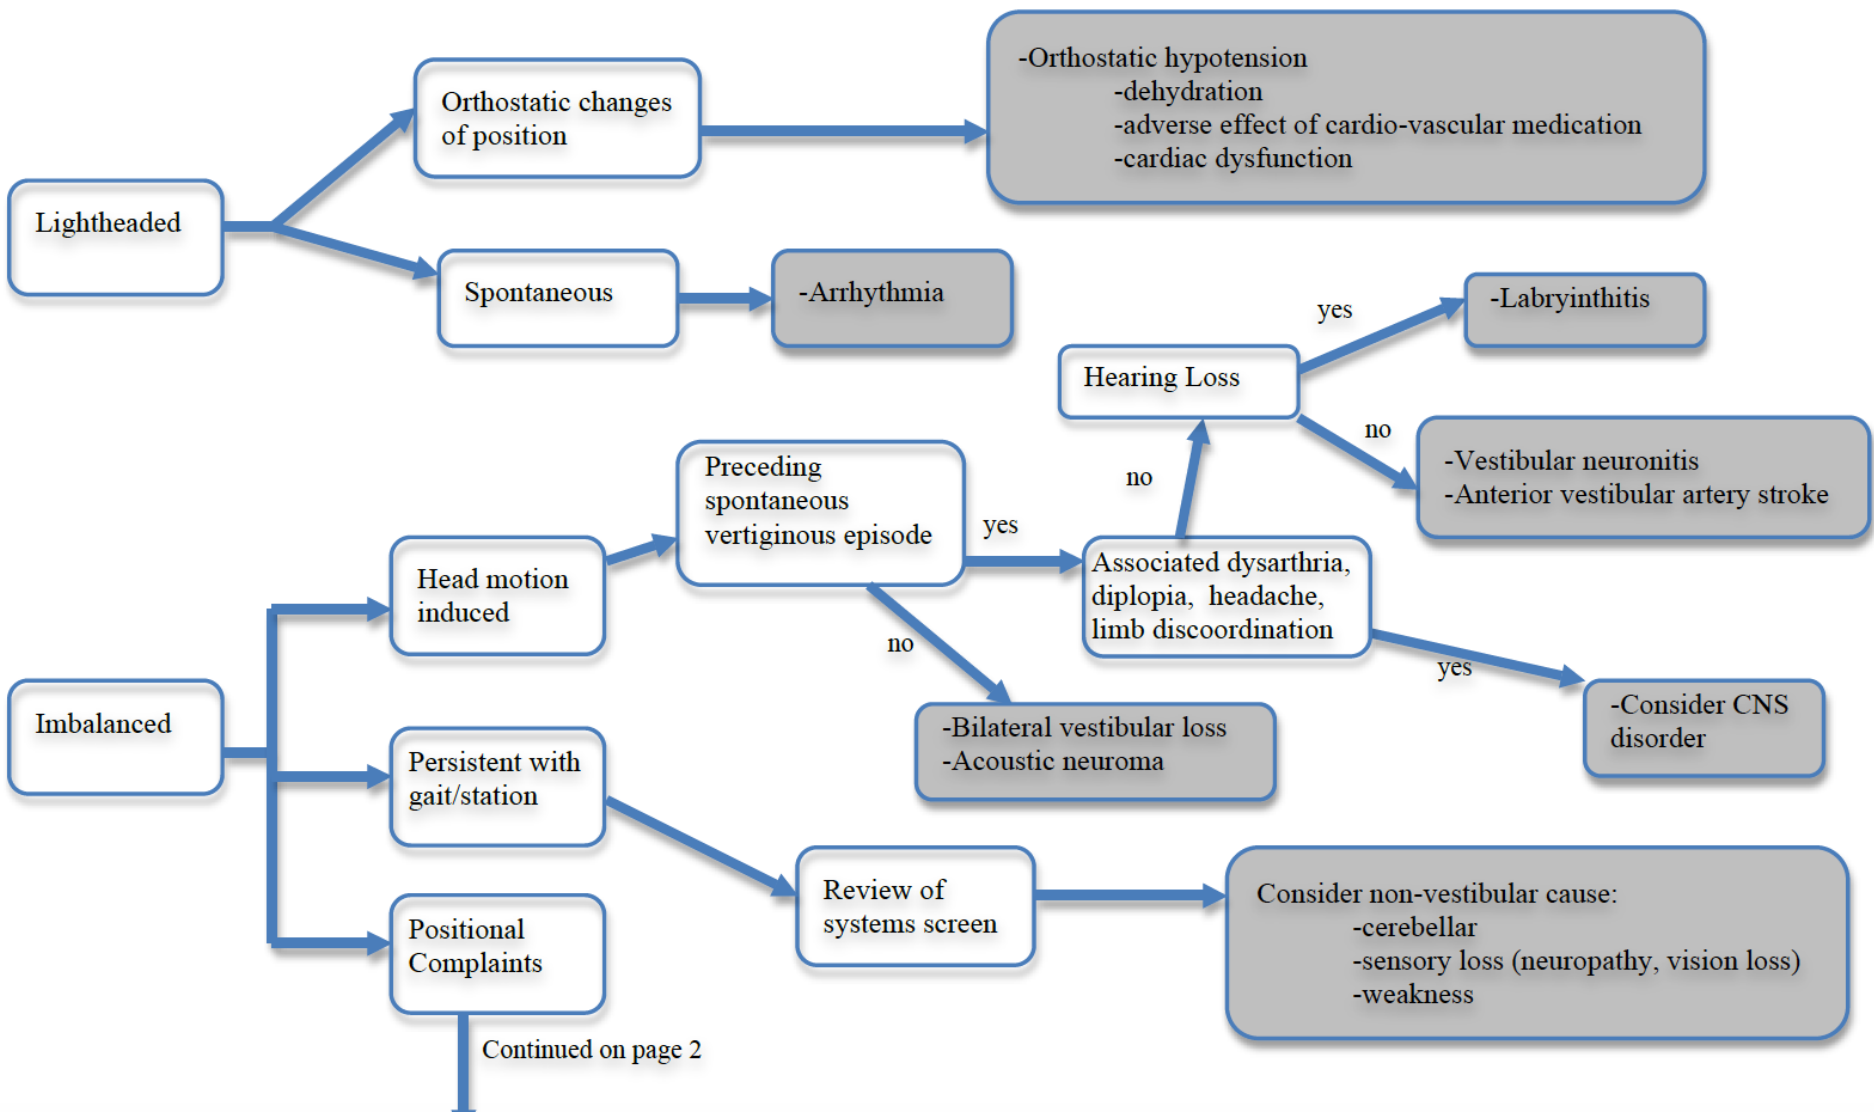 Lightheaded
Orthostatic changes
of position
-Orthostatic hypotension
-dehydration
-adverse effect of cardio-vascular medication
-cardiac dysfunction
Spontaneous
-Arrhythmia
Imbalanced
Head motion
induced
Preceding
spontaneous
vertiginous episode
yes
Associated dysarthria,
diplopia, headache,
limb discoordination
no
Hearing Loss
yes
-Labryinthitis
no
-Vestibular neuronitis
-Anterior vestibular artery stroke
yes
-Consider CNS
disorder
no
-Bilateral vestibular loss
-Acoustic neuroma
Persistent with
gait/station
Review of
systems screen
Consider non-vestibular cause:
-cerebellar
-sensory loss (neuropathy, vision loss)
-weakness
Positional
Complaints
Continued on page 2